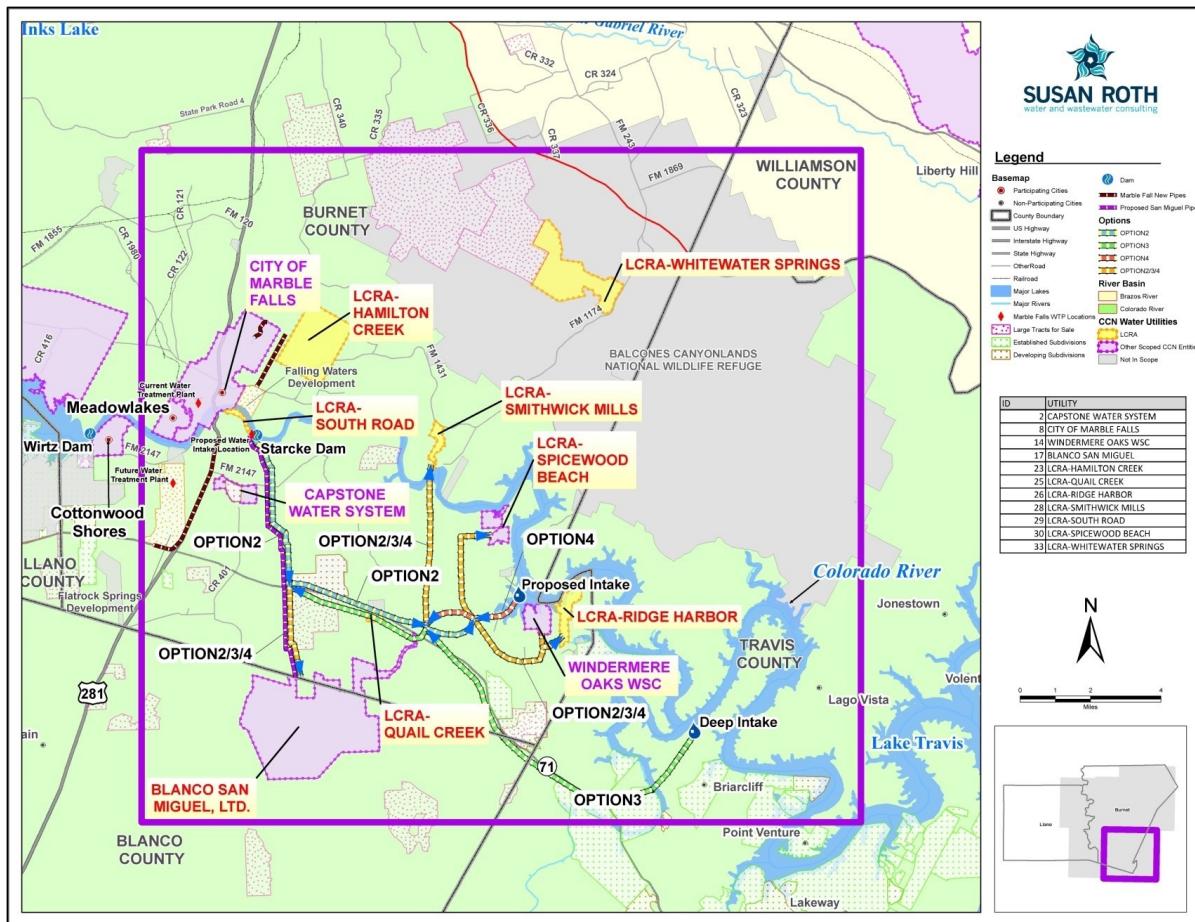 Inks Lake
Gabriel River
CR 332
CR 324
CR 323
CR 340
CR 335
CR 336
CR 337
FM 243
State Park Road 4
FM 1869
WILLIAMSON
COUNTY
Liberty Hill
BURNET
COUNTY
CR 121
FM 120
FM 1855
CR 1980
CR 122
CITY OF
MARBLE
FALLS
LCRA-
HAMILTON
CREEK
LCRA-WHITEWATER SPRINGS
FM 1174
CR 416
FM 1431
BALCONES CANYONLANDS
NATIONAL WILDLIFE REFUGE
Falling Waters
Development
Current Water
Treatment Plant
Meadowlakes
LCRA-
SOUTH ROAD
LCRA-
SMITHWICK MILLS
Wirtz Dam
FM 2147
Proposed Water
Intake Location
Starcke Dam
FM 2147
LCRA-
SPICEWOOD
BEACH
Future Water
Treatment Plant
CAPSTONE
WATER SYSTEM
Cottonwood
Shores
OPTION2
OPTION2/3/4
OPTION4
LLANO
COUNTY
CR 401
OPTION2
Proposed Intake
Colorado River
Flatrock Springs
Development
LCRA-RIDGE HARBOR
Jonestown
OPTION2/3/4
TRAVIS
COUNTY
WINDERMERE
OAKS WSC
Volent
281
Lago Vista
LCRA-
QUAIL CREEK
OPTION2/3/4
Deep Intake
ain
Lake Travis
71
BLANCO SAN
MIGUEL, LTD.
OPTION3
Briarcliff
BLANCO
COUNTY
Point Venture
Lakeway
SUSAN ROTH
water and wastewater consulting
Legend
Basemap
Participating Cities
Non-Participating Cities
County Boundary
US Highway
Interstate Highway
State Highway
OtherRoad
Railroad
Major Lakes
Major Rivers
Marble Falls WTP Locations
Large Tracts for Sale
Established Subdivisions
Developing Subdivisions
Dam
Marble Fall New Pipes
Proposed San Miguel Pipe
Options
OPTION2
OPTION3
OPTION4
OPTION2/3/4
River Basin
Brazos River
Colorado River
CCN Water Utilities
LCRA
Other Scoped CCN Entitie
Not In Scope
ID UTILITY
2 CAPSTONE WATER SYSTEM
8 CITY OF MARBLE FALLS
14 WINDERMERE OAKS WSC
17 BLANCO SAN MIGUEL
23 LCRA-HAMILTON CREEK
25 LCRA-QUAIL CREEK
26 LCRA-RIDGE HARBOR
28 LCRA-SMITHWICK MILLS
29 LCRA-SOUTH ROAD
30 LCRA-SPICEWOOD BEACH
33 LCRA-WHITEWATER SPRINGS
N
0 1 2 4
Miles
Llano
Burnet